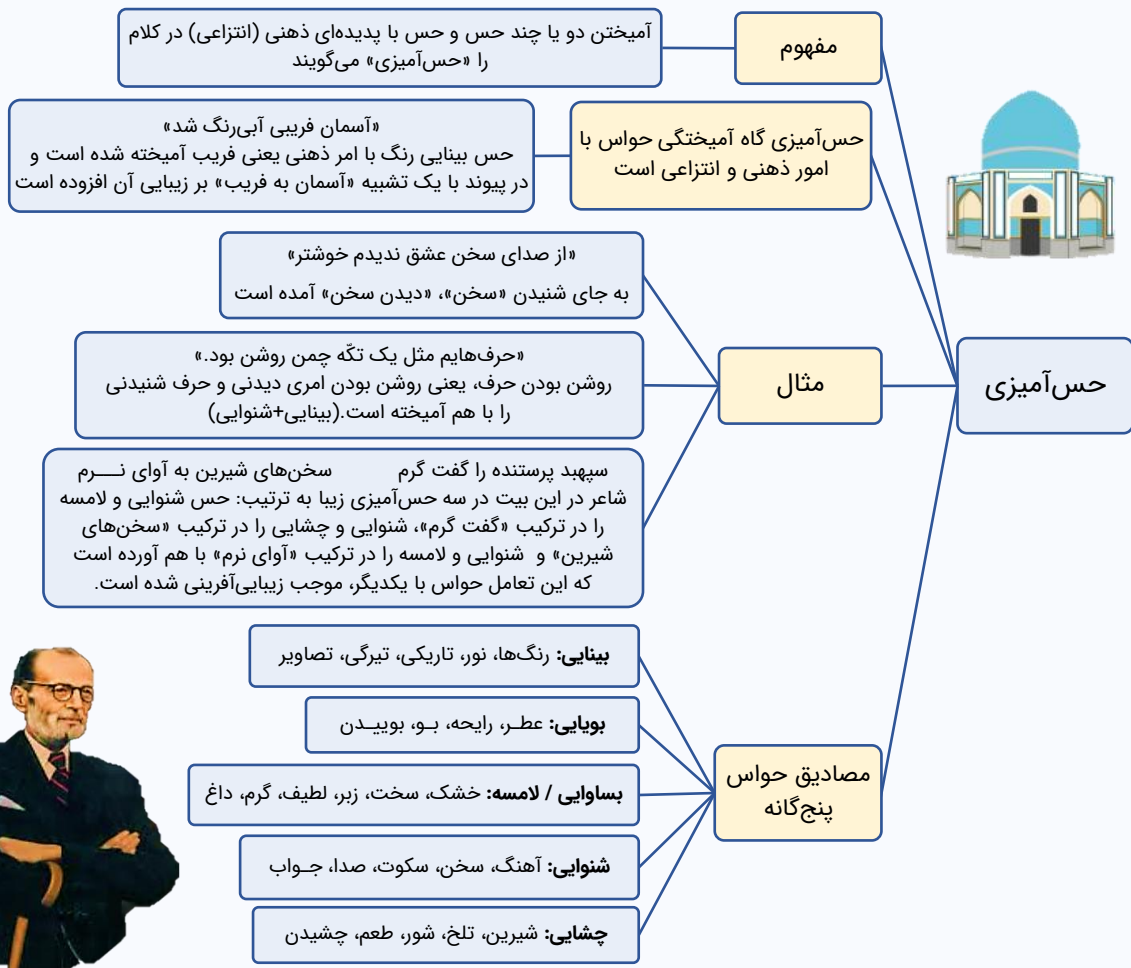 حس‌آمیزی
مفهوم
آمیختن دو یا چند حس و حس با پدیده‌ای ذهنی (انتزاعی) در کلام
را «حس‌آمیزی» می‌گویند
حس‌آمیزی گاه آمیختگی حواس با
امور ذهنی و انتزاعی است
«آسمان فریبی آبی‌رنگ شد»
حس بینایی رنگ با امر ذهنی یعنی فریب آمیخته شده است و
در پیوند با یک تشبیه «آسمان به فریب» بر زیبایی آن افزوده است
مثال
«از صدای سخن عشق ندیدم خوشتر»
به جای شنیدن «سخن»، «دیدن سخن» آمده است
«حرف‌هایم مثل یک تکّه چمن روشن بود.»
روشن بودن حرف، یعنی روشن بودن امری دیدنی و حرف شنیدنی
را با هم آمیخته است.(بینایی+شنوایی)
سپهبد پرستنده را گفت گرم سخن‌های شیرین به آوای نـــرم
شاعر در این بیت در سه حس‌آمیزی زیبا به ترتیب: حس شنوایی و لامسه
را در ترکیب «گفت گرم»، شنوایی و چشایی را در ترکیب «سخن‌های
شیرین» و شنوایی و لامسه را در ترکیب «آوای نرم» با هم آورده است
که این تعامل حواس با یکدیگر، موجب زیبایی‌آفرینی شده است.
مصادیق حواس
پنج‌گانه
بینایی: رنگ‌ها، نور، تاریکی، تیرگی، تصاویر
بویایی: عطـر، رایحه، بـو، بوییـدن
بساوایی / لامسه: خشک، سخت، زبر، لطیف، گرم، داغ
شنوایی: آهنگ، سخن، سکوت، صدا، جـواب
چشایی: شیرین، تلخ، شور، طعم، چشیدن